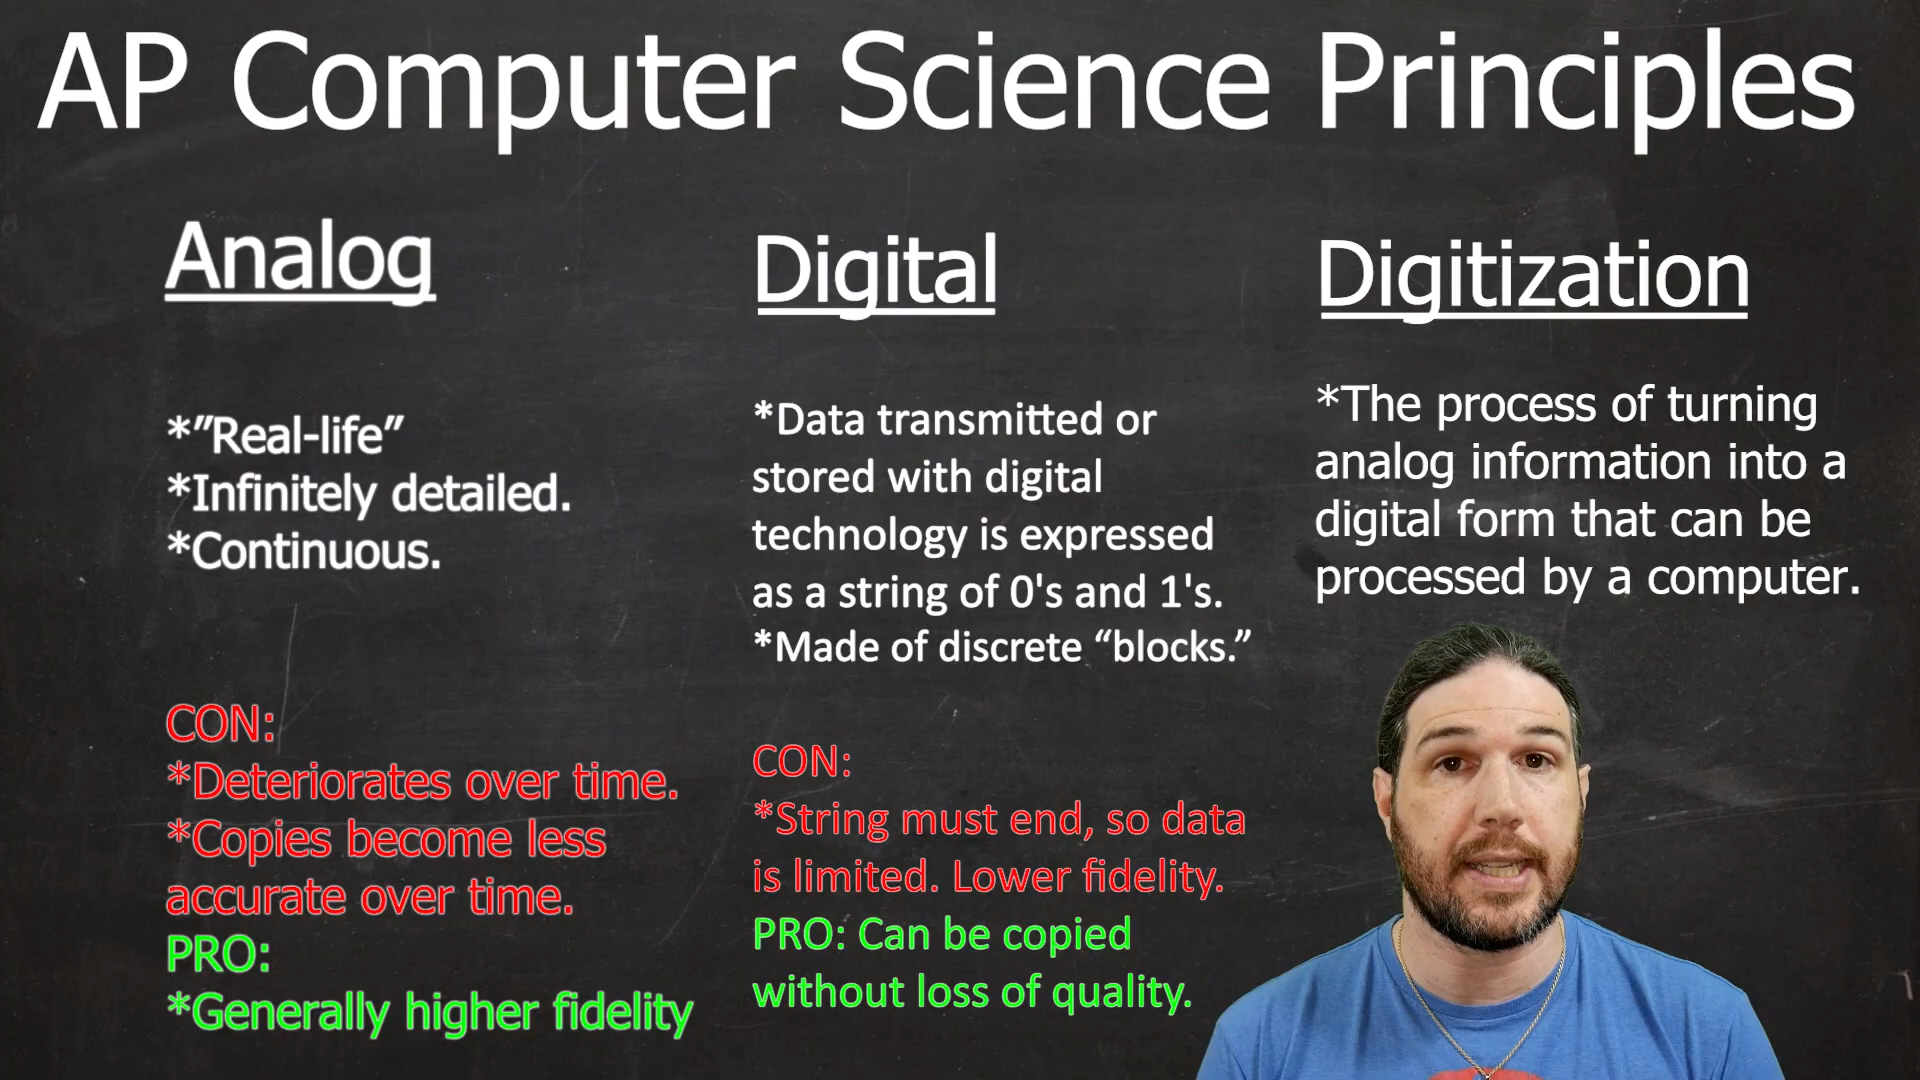 AP Computer Science Principles
Analog
*”Real-life”
*Infinitely detailed.
*Continuous.
CON:
*Deteriorates over time.
*Copies become less
accurate over time.
PRO:
*Generally higher fidelity
Digital
*Data transmitted or
stored with digital
technology is expressed
as a string of 0's and 1's.
*Made of discrete “blocks.”
CON:
*String must end, so data
is limited. Lower fidelity.
PRO: Can be copied
without loss of quality.
Digitization
*The process of turning
analog information into a
digital form that can be
processed by a computer.